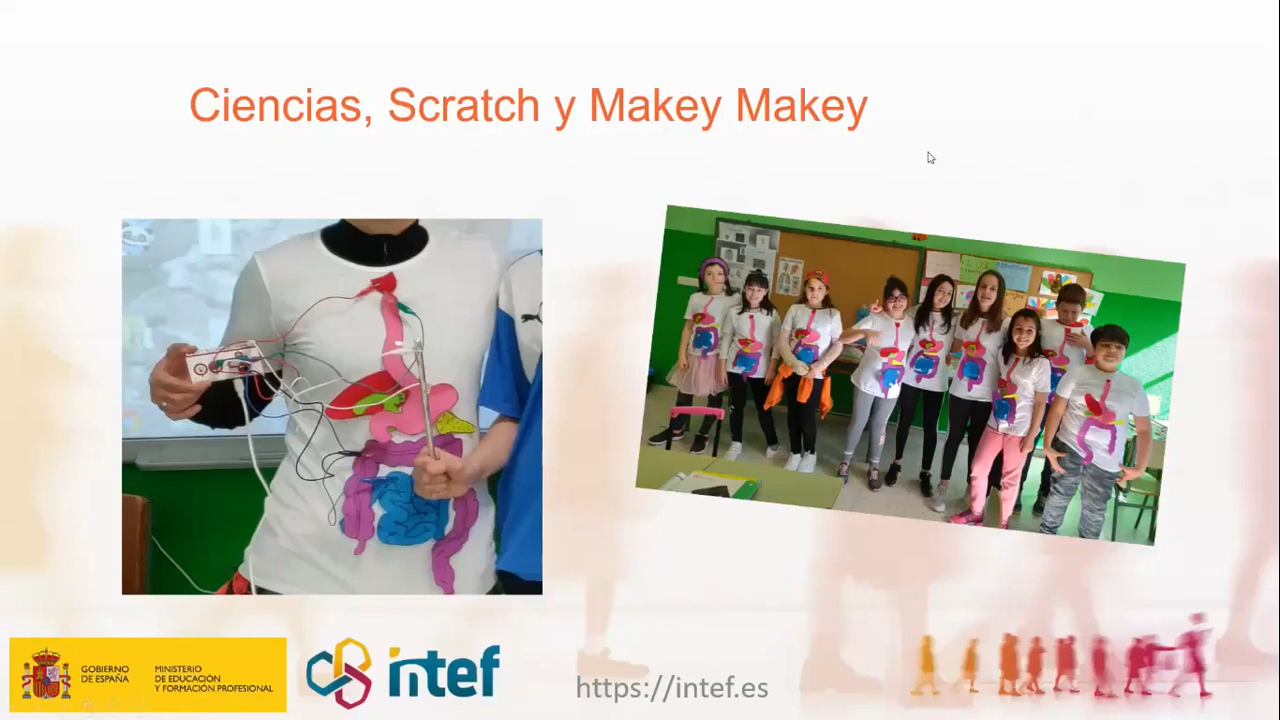 Ciencias, Scratch y Makey Makey
GOBIERNO
DE ESPAÑA
MINISTERIO
DE EDUCACIÓN
Y FORMACIÓN PROFESIONAL
intef
https://intef.es